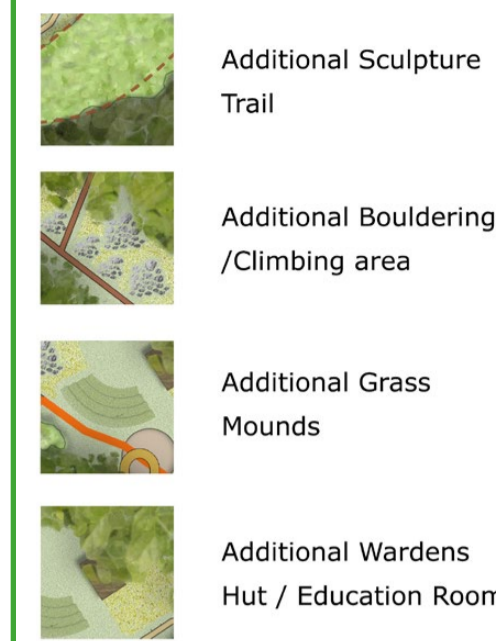 Additional Sculpture
Trail
Additional Bouldering
/Climbing area
Additional Grass
Mounds
Additional Wardens
Hut / Education Room